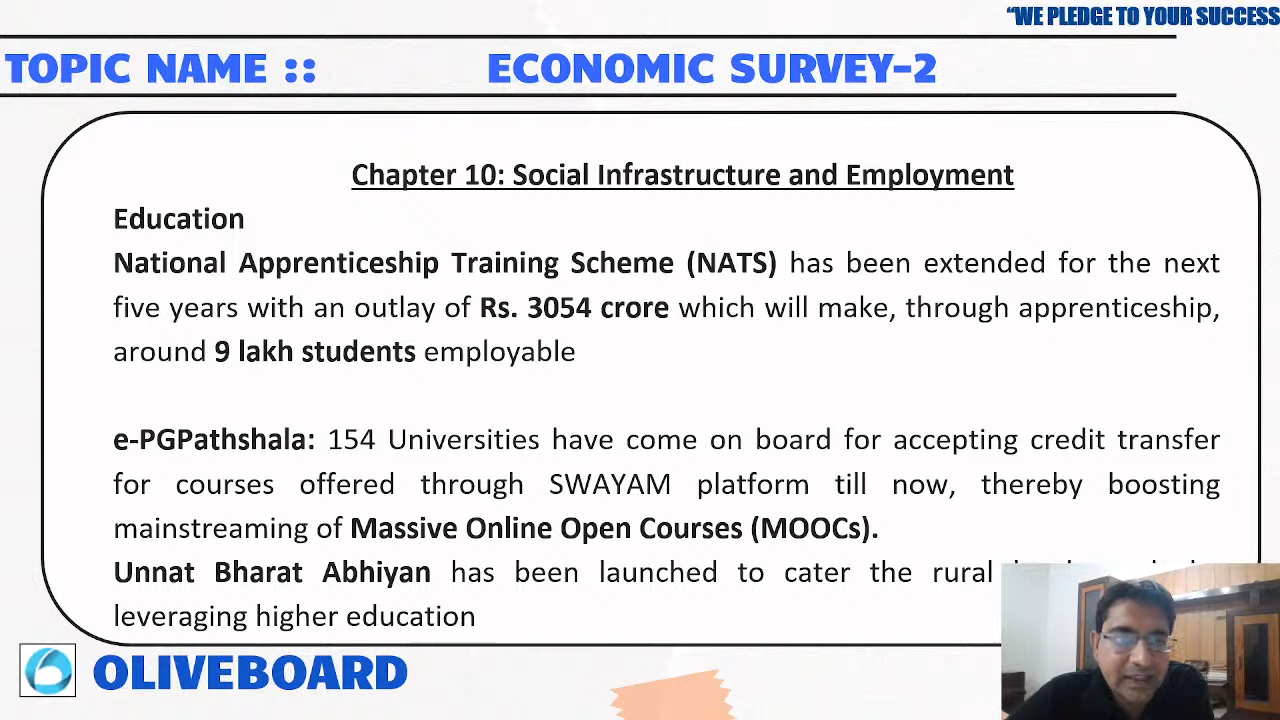 “WE PLEDGE TO YOUR SUCCESS
TOPIC NAME :: ECONOMIC SURVEY-2
Chapter 10: Social Infrastructure and Employment
Education
National Apprenticeship Training Scheme (NATS) has been extended for the next
five years with an outlay of Rs. 3054 crore which will make, through apprenticeship,
around 9 lakh students employable
e-PGPathshala: 154 Universities have come on board for accepting credit transfer
for courses offered through SWAYAM platform till now, thereby boosting
mainstreaming of Massive Online Open Courses (MOOCs).
Unnat Bharat Abhiyan has been launched to cater the rural
leveraging higher education
OLIVEBOARD